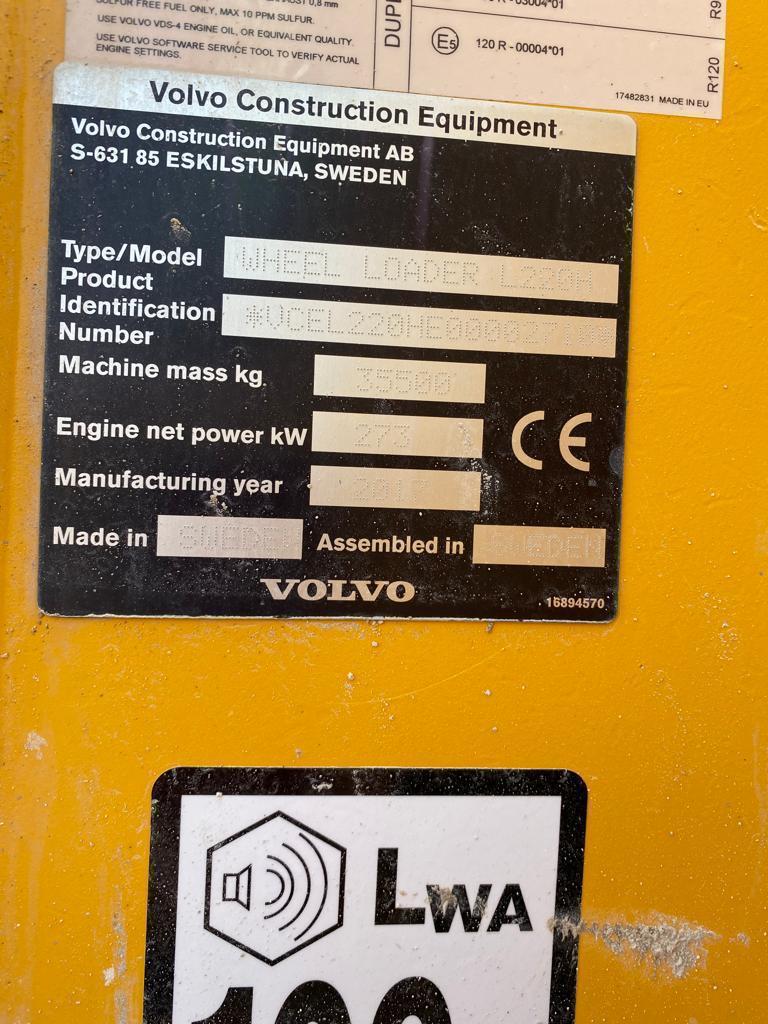 SULFUR FREE FUEL ONLY, MAX 10 PPM SULFUR.
USE VOLVO VDS-4 ENGINE OIL, OR EQUIVALENT QUALITY.
USE VOLVO SOFTWARE SERVICE TOOL TO VERIFY ACTUAL
ENGINE SETTINGS.
E5 120 R - 00004*01
R120
17482831 MADE IN EU
Volvo Construction Equipment
Volvo Construction Equipment AB
S-631 85 ESKILSTUNA, SWEDEN
Type/Model WHEEL LOADER L220H
Product
Identification
Number *VCEL220HE00002710*
Machine mass kg 35500
Engine net power kW 273
CE
Manufacturing year 2017
Made in SWEDEN Assembled in SWEDEN
VOLVO
16894570
LWA